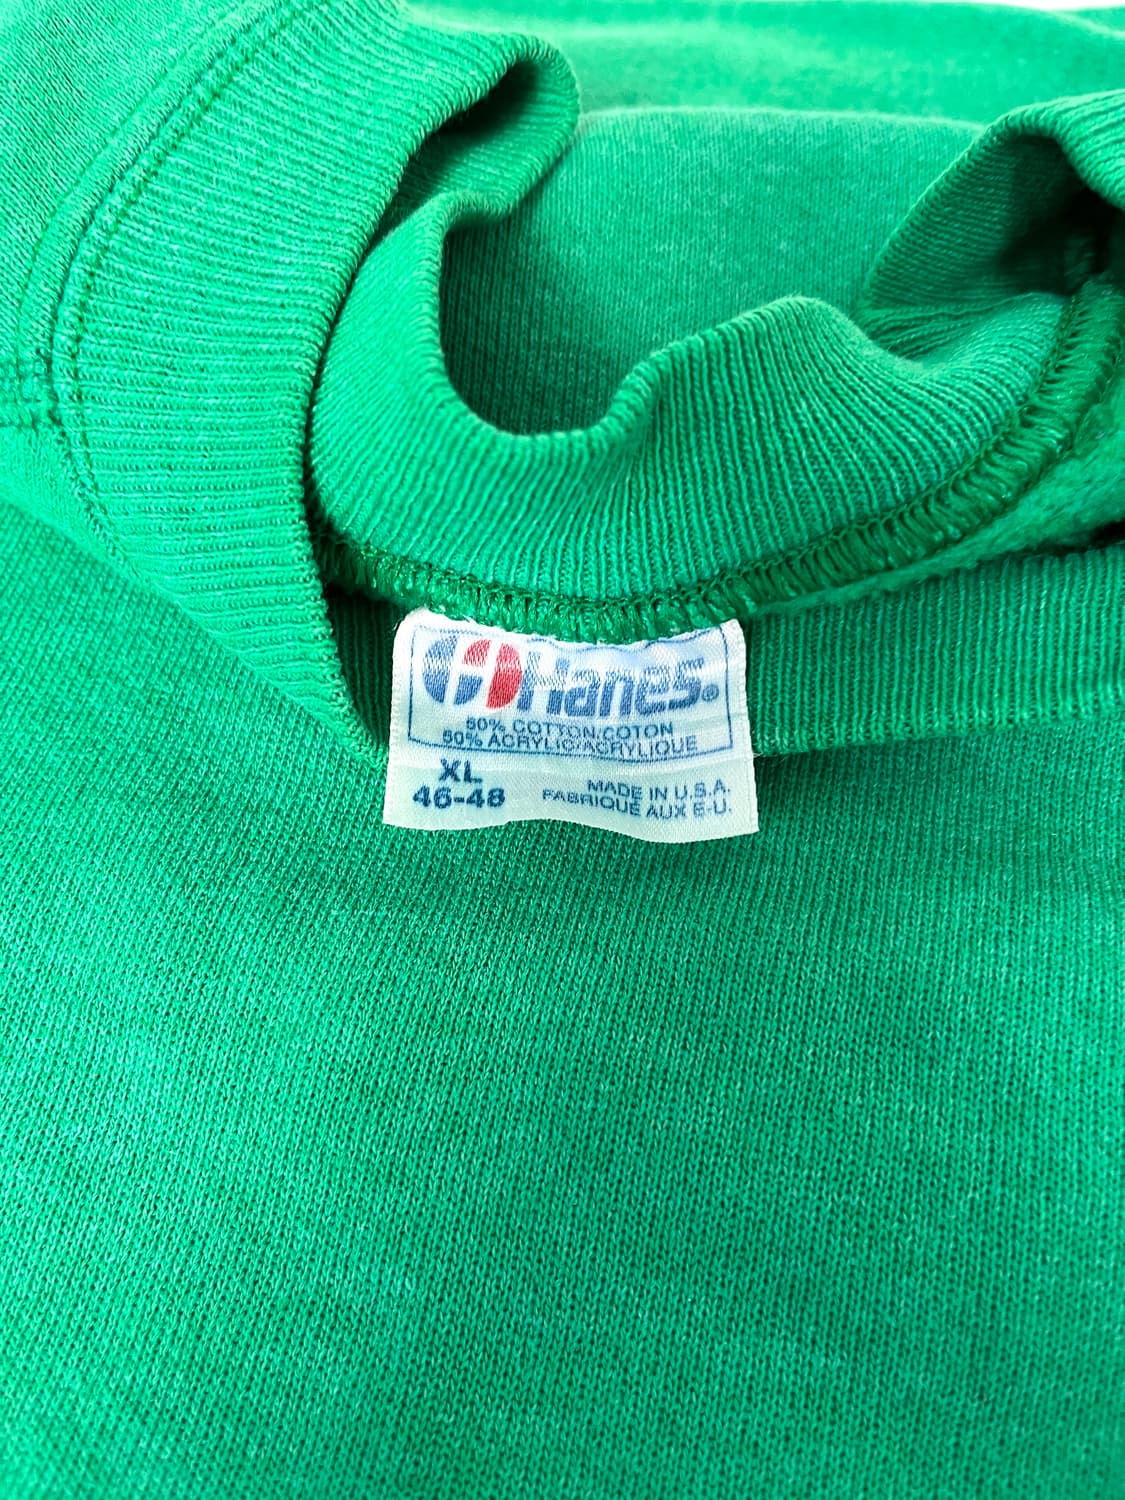 Hanes®
50% COTTON/COTON
50% ACRYLIC/ACRYLIQUE
XL
46-48
MADE IN U.S.A.
FABRIQUÉ AUX E-U.